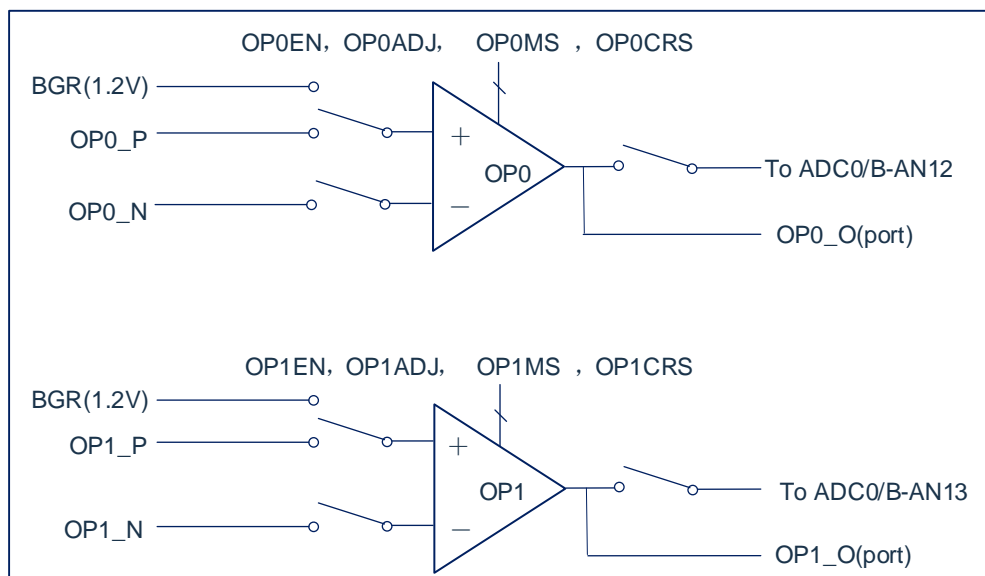 OP0EN, OP0ADJ, OP0MS , OP0CRS
BGR(1.2V)
OP0_P
+
OP0
To ADC0/B-AN12
OP0_N
−
OP0_O(port)
OP1EN, OP1ADJ, OP1MS , OP1CRS
BGR(1.2V)
OP1_P
+
OP1
To ADC0/B-AN13
OP1_N
−
OP1_O(port)